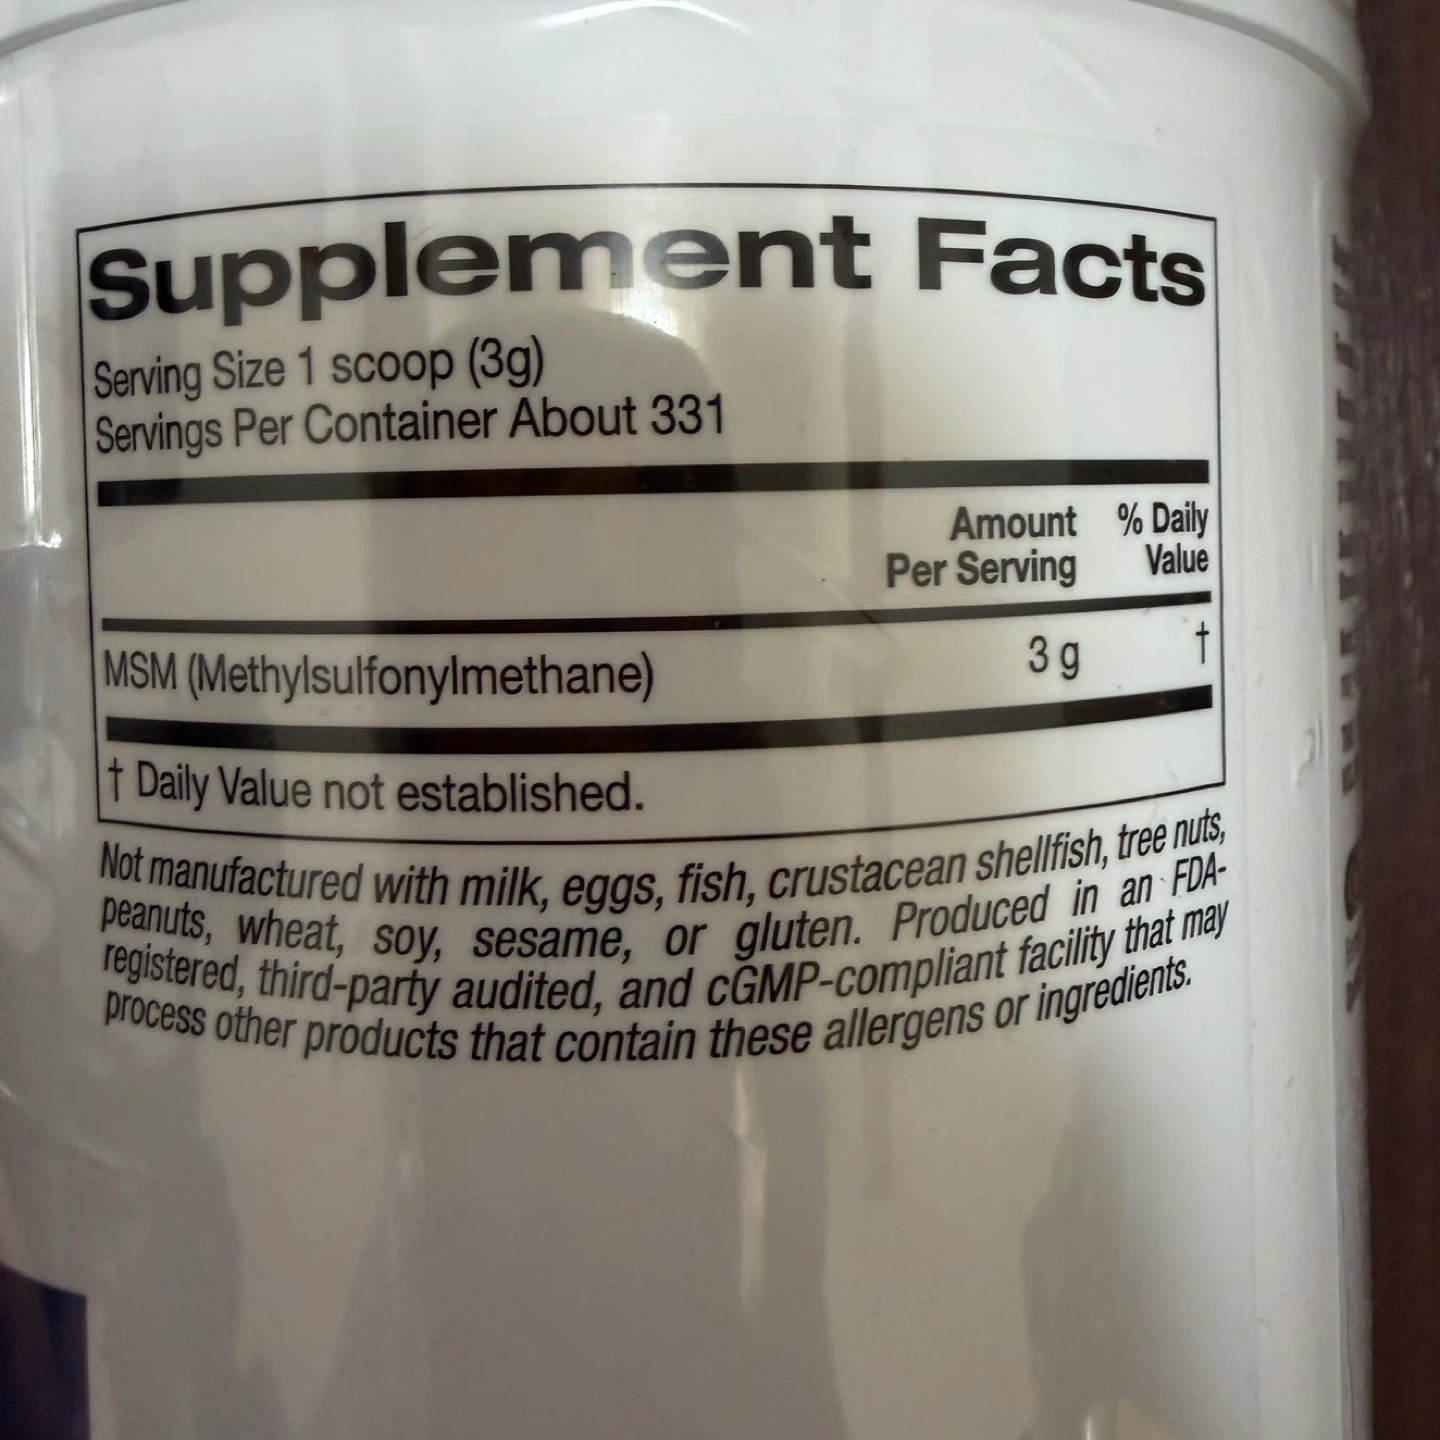 Supplement Facts
Serving Size 1 scoop (3g)
Servings Per Container About 331
Amount % Daily
Per Serving Value
MSM (Methylsulfonylmethane) 3 g †
† Daily Value not established.
Not manufactured with milk, eggs, fish, crustacean shellfish, tree nuts,
peanuts, wheat, soy, sesame, or gluten. Produced in an FDA-
registered, third-party audited, and cGMP-compliant facility that may
process other products that contain these allergens or ingredients.